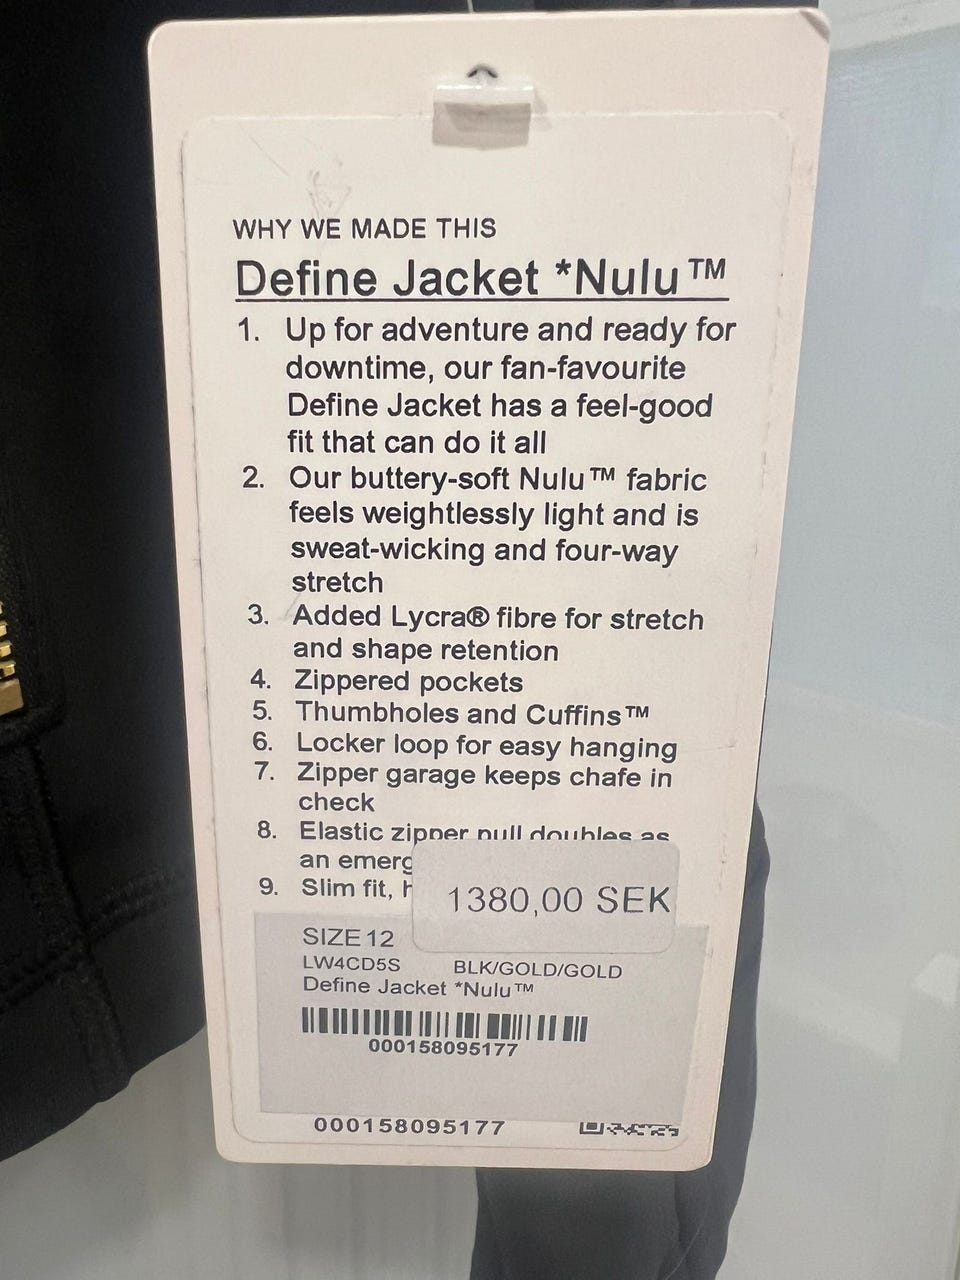 WHY WE MADE THIS
Define Jacket *Nulu™
1. Up for adventure and ready for
downtime, our fan-favourite
Define Jacket has a feel-good
fit that can do it all
2. Our buttery-soft Nulu™ fabric
feels weightlessly light and is
sweat-wicking and four-way
stretch
3. Added Lycra® fibre for stretch
and shape retention
4. Zippered pockets
5. Thumbholes and Cuffins™
6. Locker loop for easy hanging
7. Zipper garage keeps chafe in
check
8. Elastic zipper pull doubles as
an emerg
9. Slim fit,
1380,00 SEK
SIZE 12
LW4CD5S BLK/GOLD/GOLD
Define Jacket *Nulu™
000158095177
000158095177